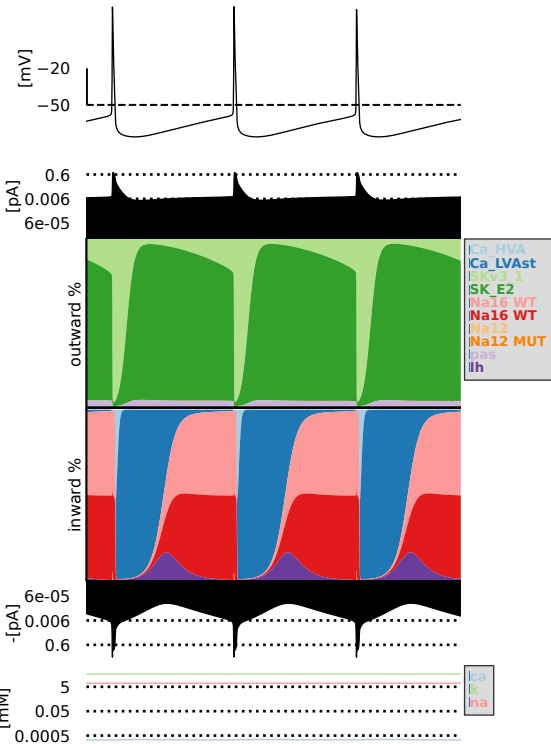 [mV]
−20
−50
[pA]
0.6
0.006
6e-05
outward %
Ca_HVA
Ca_LVAst
SKv3_1
SK_E2
Na16 WT
Na16 WT
Na12
Na12 MUT
pas
Ih
inward %
-[pA]
6e-05
0.006
0.6
[mM]
5
0.05
0.0005
ca
k
na